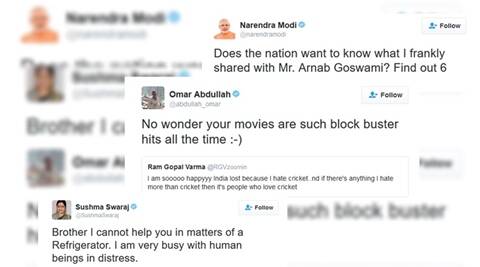 Narendra Modi
@narendramodi
Narendra Modi
@narendramodi
Follow
Does the nation want to know what I frankly
shared with Mr. Arnab Goswami? Find out 6
Sushma Swaraj
@SushmaSwaraj
Omar Abdullah
@abdullah_omar
Follow
No wonder your movies are such block buster
hits all the time :-)
Ram Gopal Varma @RGVzoomin
I am sooooo happyyy India lost because I hate cricket..nd if there's anything I hate
more than cricket then it's people who love cricket
Brother I cannot
Omar Abdullah
Sushma Swaraj
@SushmaSwaraj
Follow
Brother I cannot help you in matters of a
Refrigerator. I am very busy with human
beings in distress.
such block buster